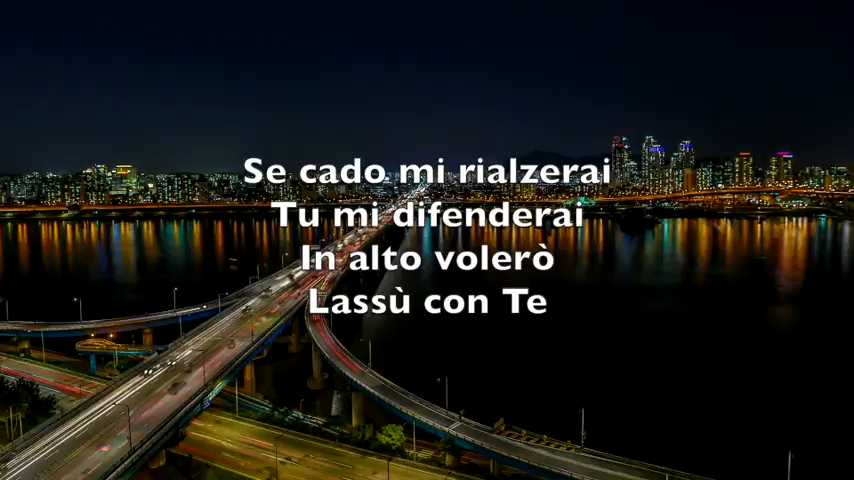 Se cado mi rialzerai
Tu mi difenderai
In alto volerò
Lassù con Te